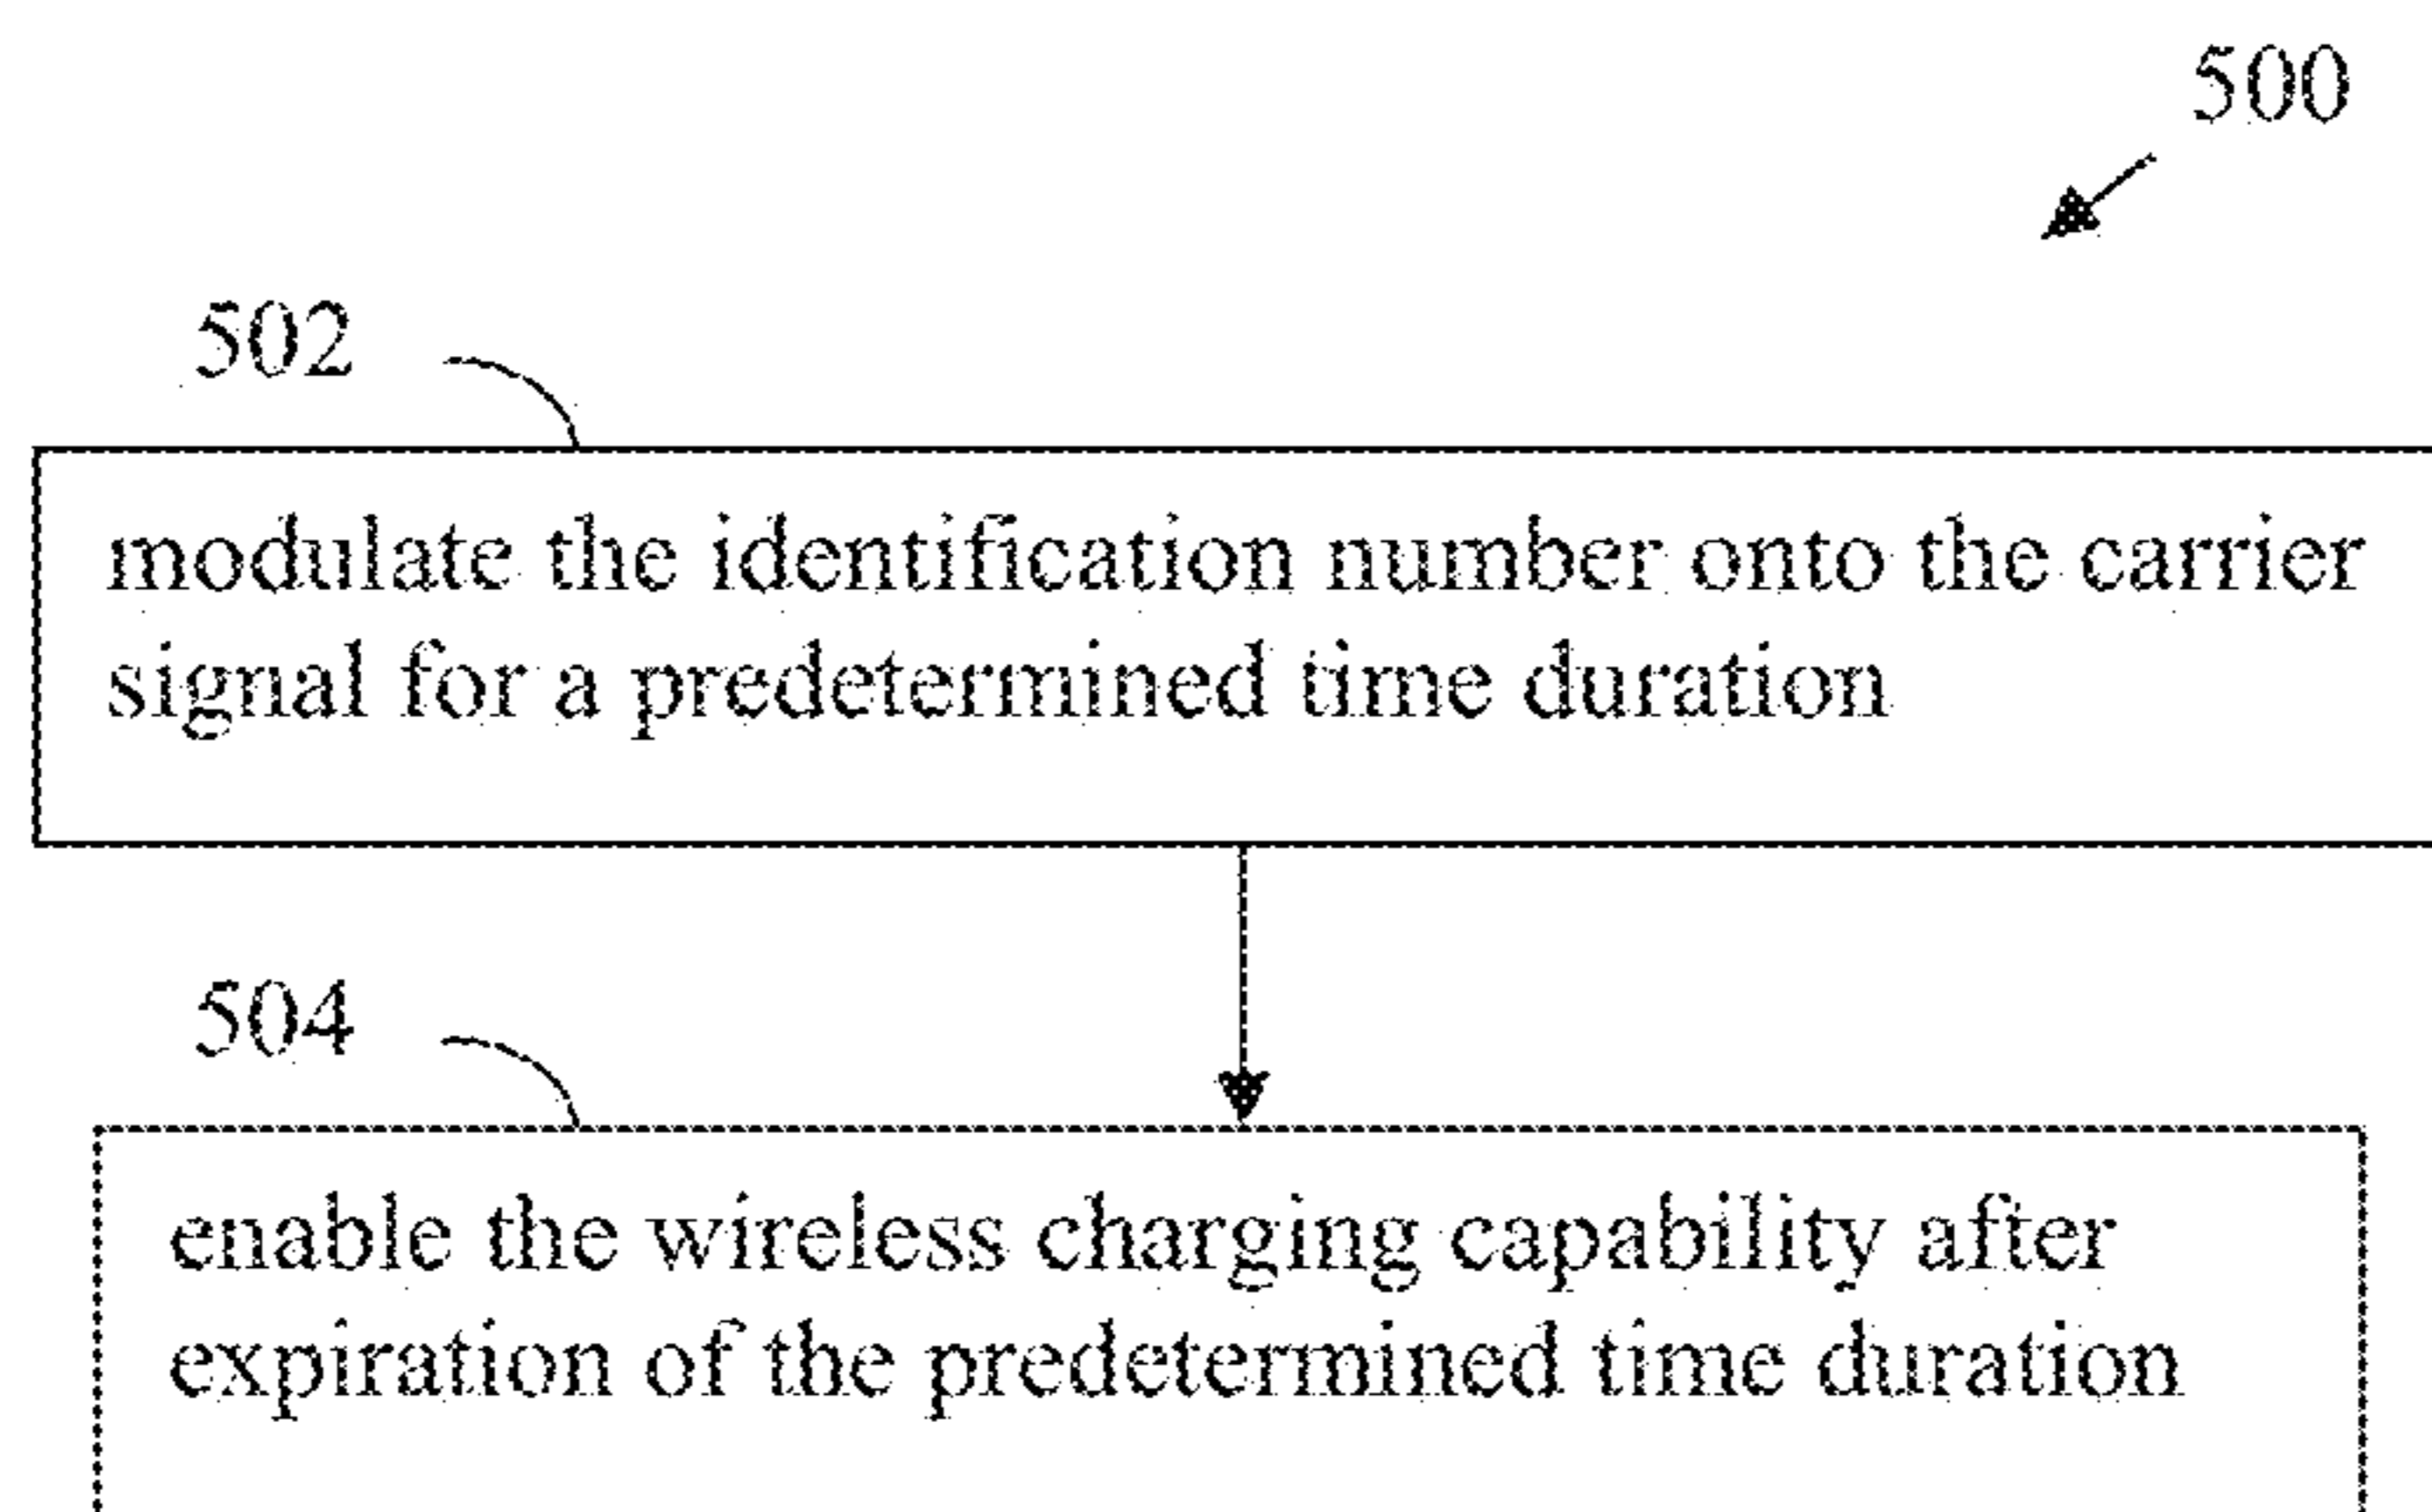 500
502
modulate the identification number onto the carrier
signal for a predetermined time duration
504
enable the wireless charging capability after
expiration of the predetermined time duration